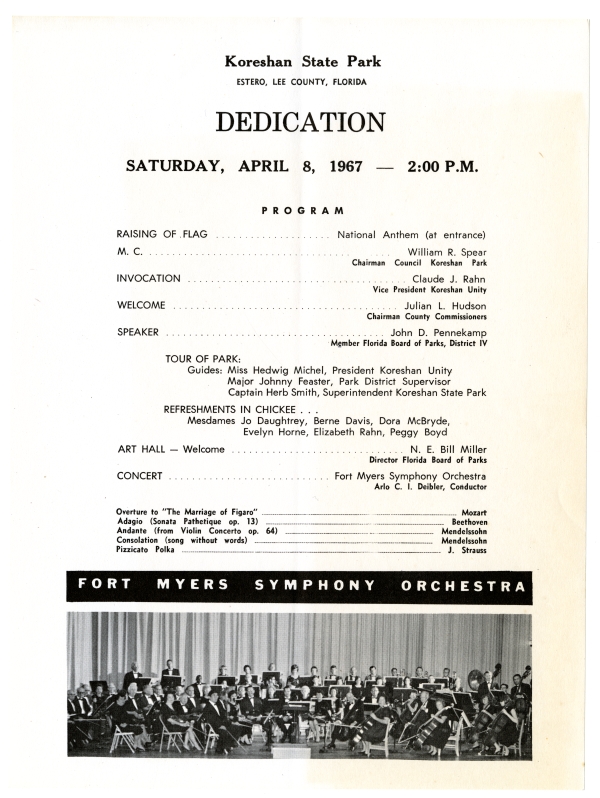 Koreshan State Park
ESTERO, LEE COUNTY, FLORIDA
DEDICATION
SATURDAY, APRIL 8, 1967 — 2:00 P.M.
PROGRAM
RAISING OF FLAG .................... National Anthem (at entrance)
M. C. .................... William R. Spear
Chairman Council Koreshan Park
INVOCATION .................... Claude J. Rahn
Vice President Koreshan Unity
WELCOME .................... Julian L. Hudson
Chairman County Commissioners
SPEAKER .................... John D. Pennekamp
Member Florida Board of Parks, District IV
TOUR OF PARK:
Guides: Miss Hedwig Michel, President Koreshan Unity
Major Johnny Feaster, Park District Supervisor
Captain Herb Smith, Superintendent Koreshan State Park
REFRESHMENTS IN CHICKEE . . .
Mesdames Jo Daughtrey, Berne Davis, Dora McBryde,
Evelyn Horne, Elizabeth Rahn, Peggy Boyd
ART HALL — Welcome .................... N. E. Bill Miller
Director Florida Board of Parks
CONCERT .................... Fort Myers Symphony Orchestra
Arlo C. I. Deibler, Conductor
Overture to "The Marriage of Figaro" .................... Mozart
Adagio (Sonata Pathetique op. 13) .................... Beethoven
Andante (from Violin Concerto op. 64) .................... Mendelssohn
Consolation (song without words) .................... Mendelssohn
Pizzicato Polka .................... J. Strauss
FORT MYERS SYMPHONY ORCHESTRA